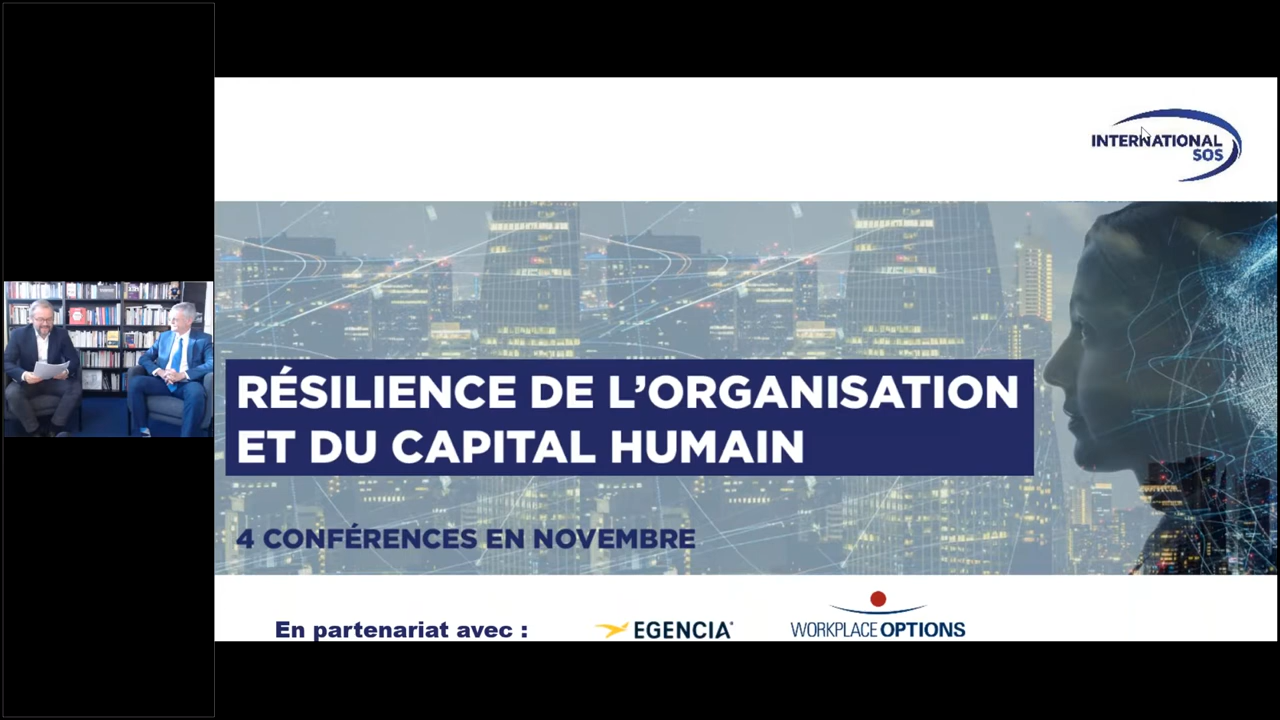 INTERNATIONAL
SOS
RÉSILIENCE DE L’ORGANISATION
ET DU CAPITAL HUMAIN
4 CONFÉRENCES EN NOVEMBRE
En partenariat avec :
EGENCIA
WORKPLACE OPTIONS